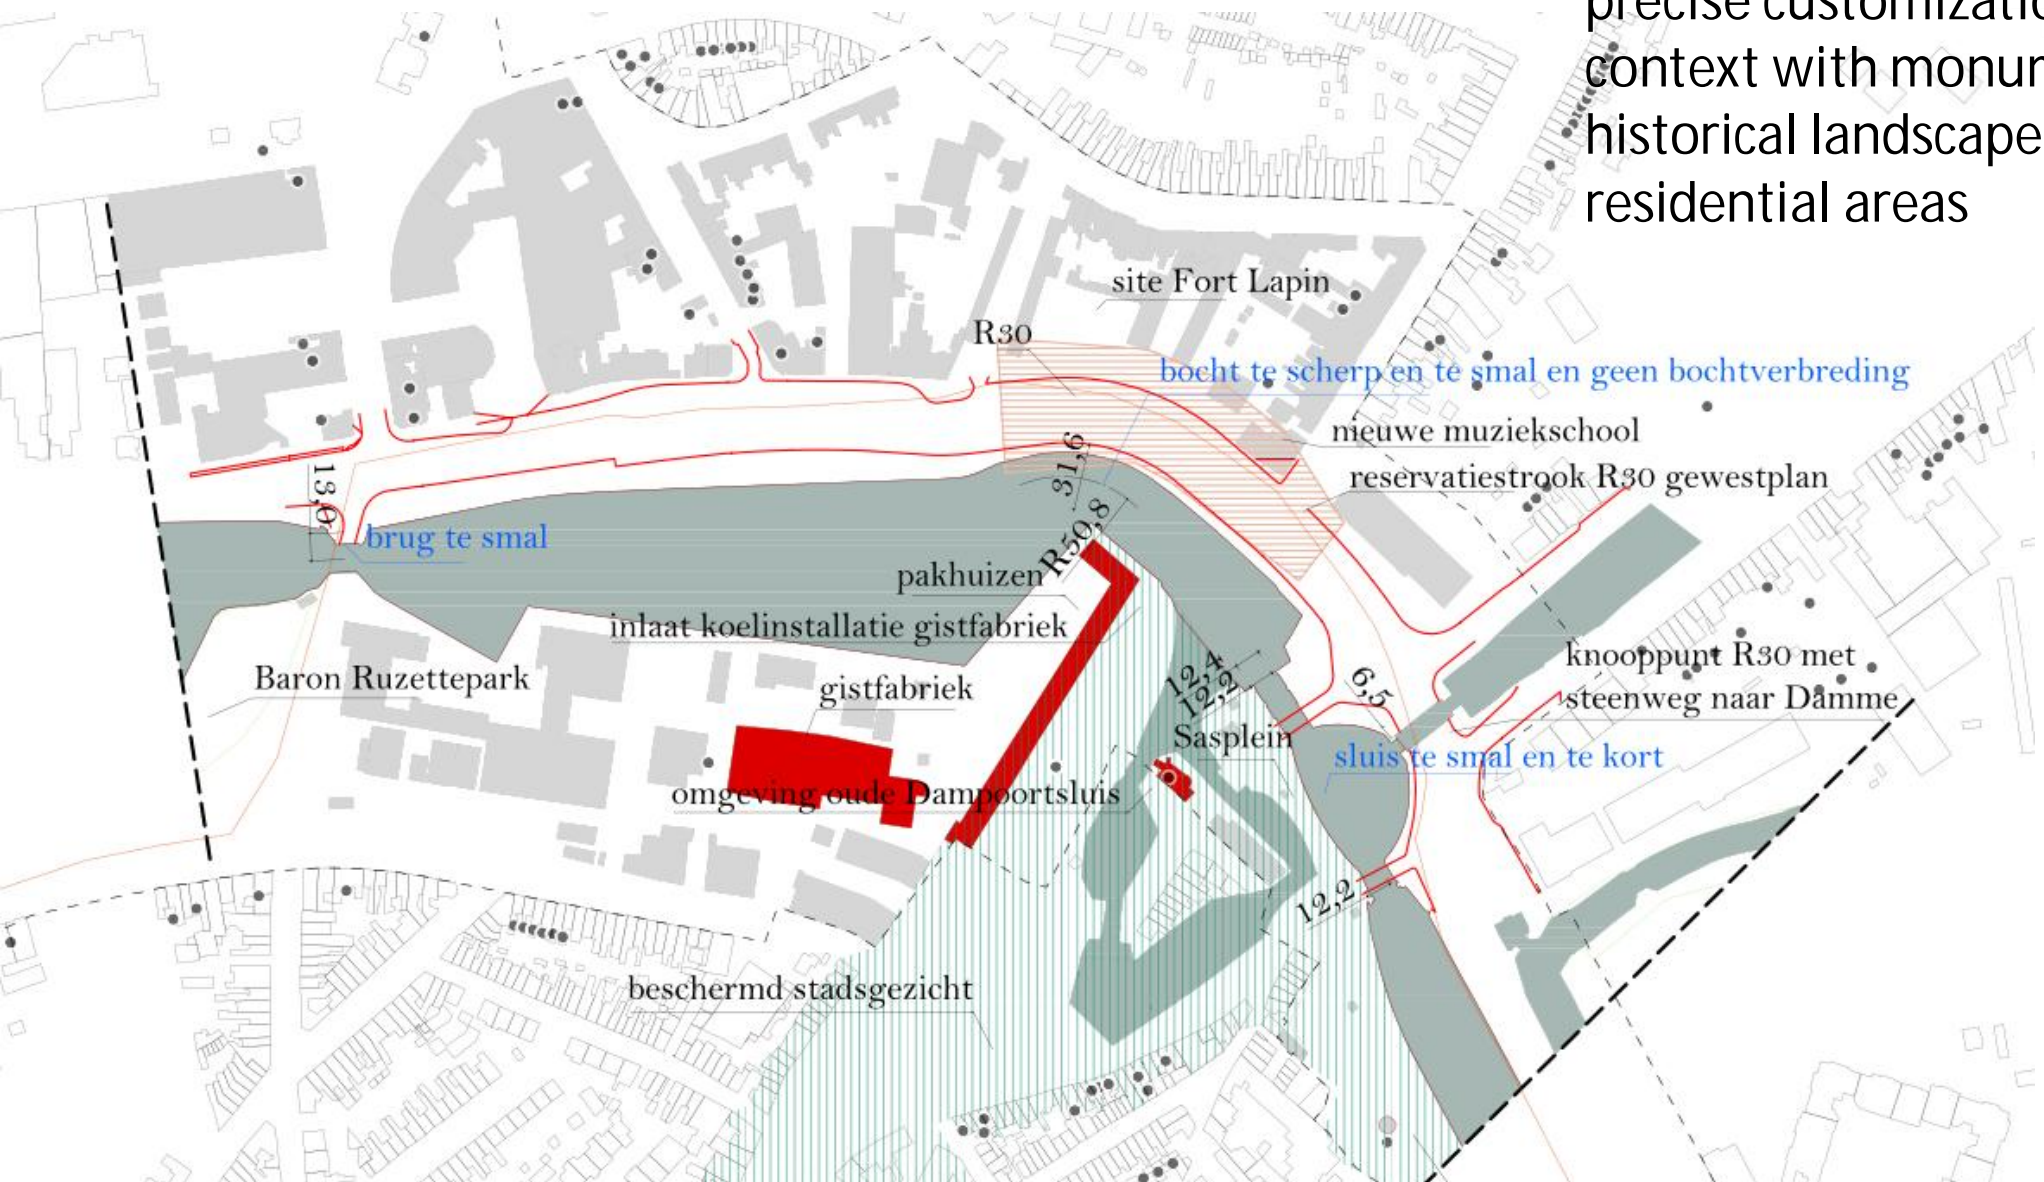 precise customizatio
context with monur
historical landscape
residential areas
site Fort Lapin
R30
bocht te scherp en te smal en geen bochtverbreding
nieuwe muziekschool
31,6
reservatiestrook R30 gewestplan
13,0
brug te smal
R50,8
pakhuizen
inlaat koelinstallatie gistfabriek
knooppunt R30 met
steenweg naar Damme
Baron Ruzettepark
gistfabriek
12,4
12,2
6,5
Sasplein
sluis te smal en te kort
omgeving oude Dampoortsluis
12,2
beschermd stadsgezicht